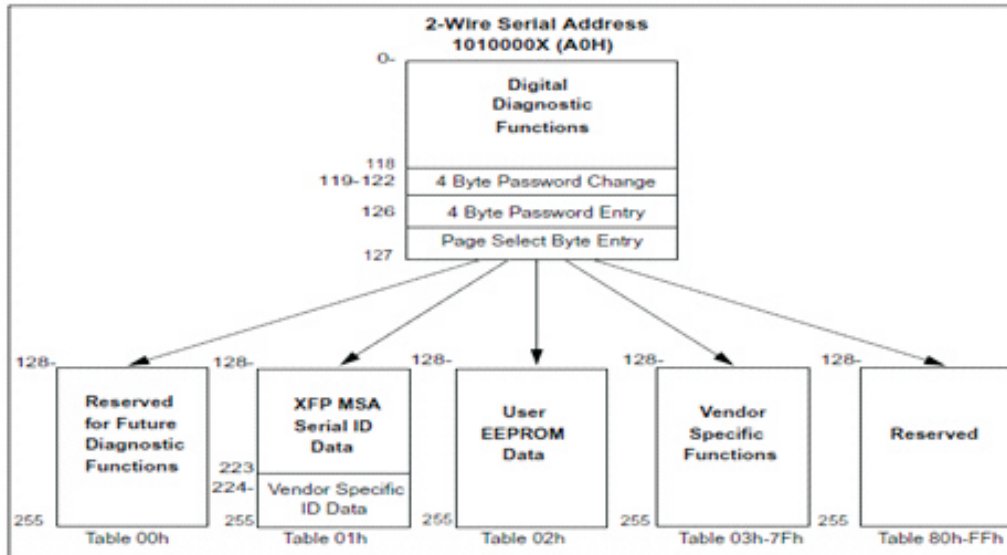 2-Wire Serial Address
1010000X (A0H)
0-
Digital
Diagnostic
Functions
118
119-122
4 Byte Password Change
126
4 Byte Password Entry
Page Select Byte Entry
127
128-
128-
128-
128-
128-
Reserved
for Future
Diagnostic
Functions
XFP MSA
Serial ID
Data
User
EEPROM
Data
Vendor
Specific
Functions
Reserved
223
224-
Vendor Specific
ID Data
255
255
255
255
255
Table 00h
Table 01h
Table 02h
Table 03h-7Fh
Table 80h-FFh